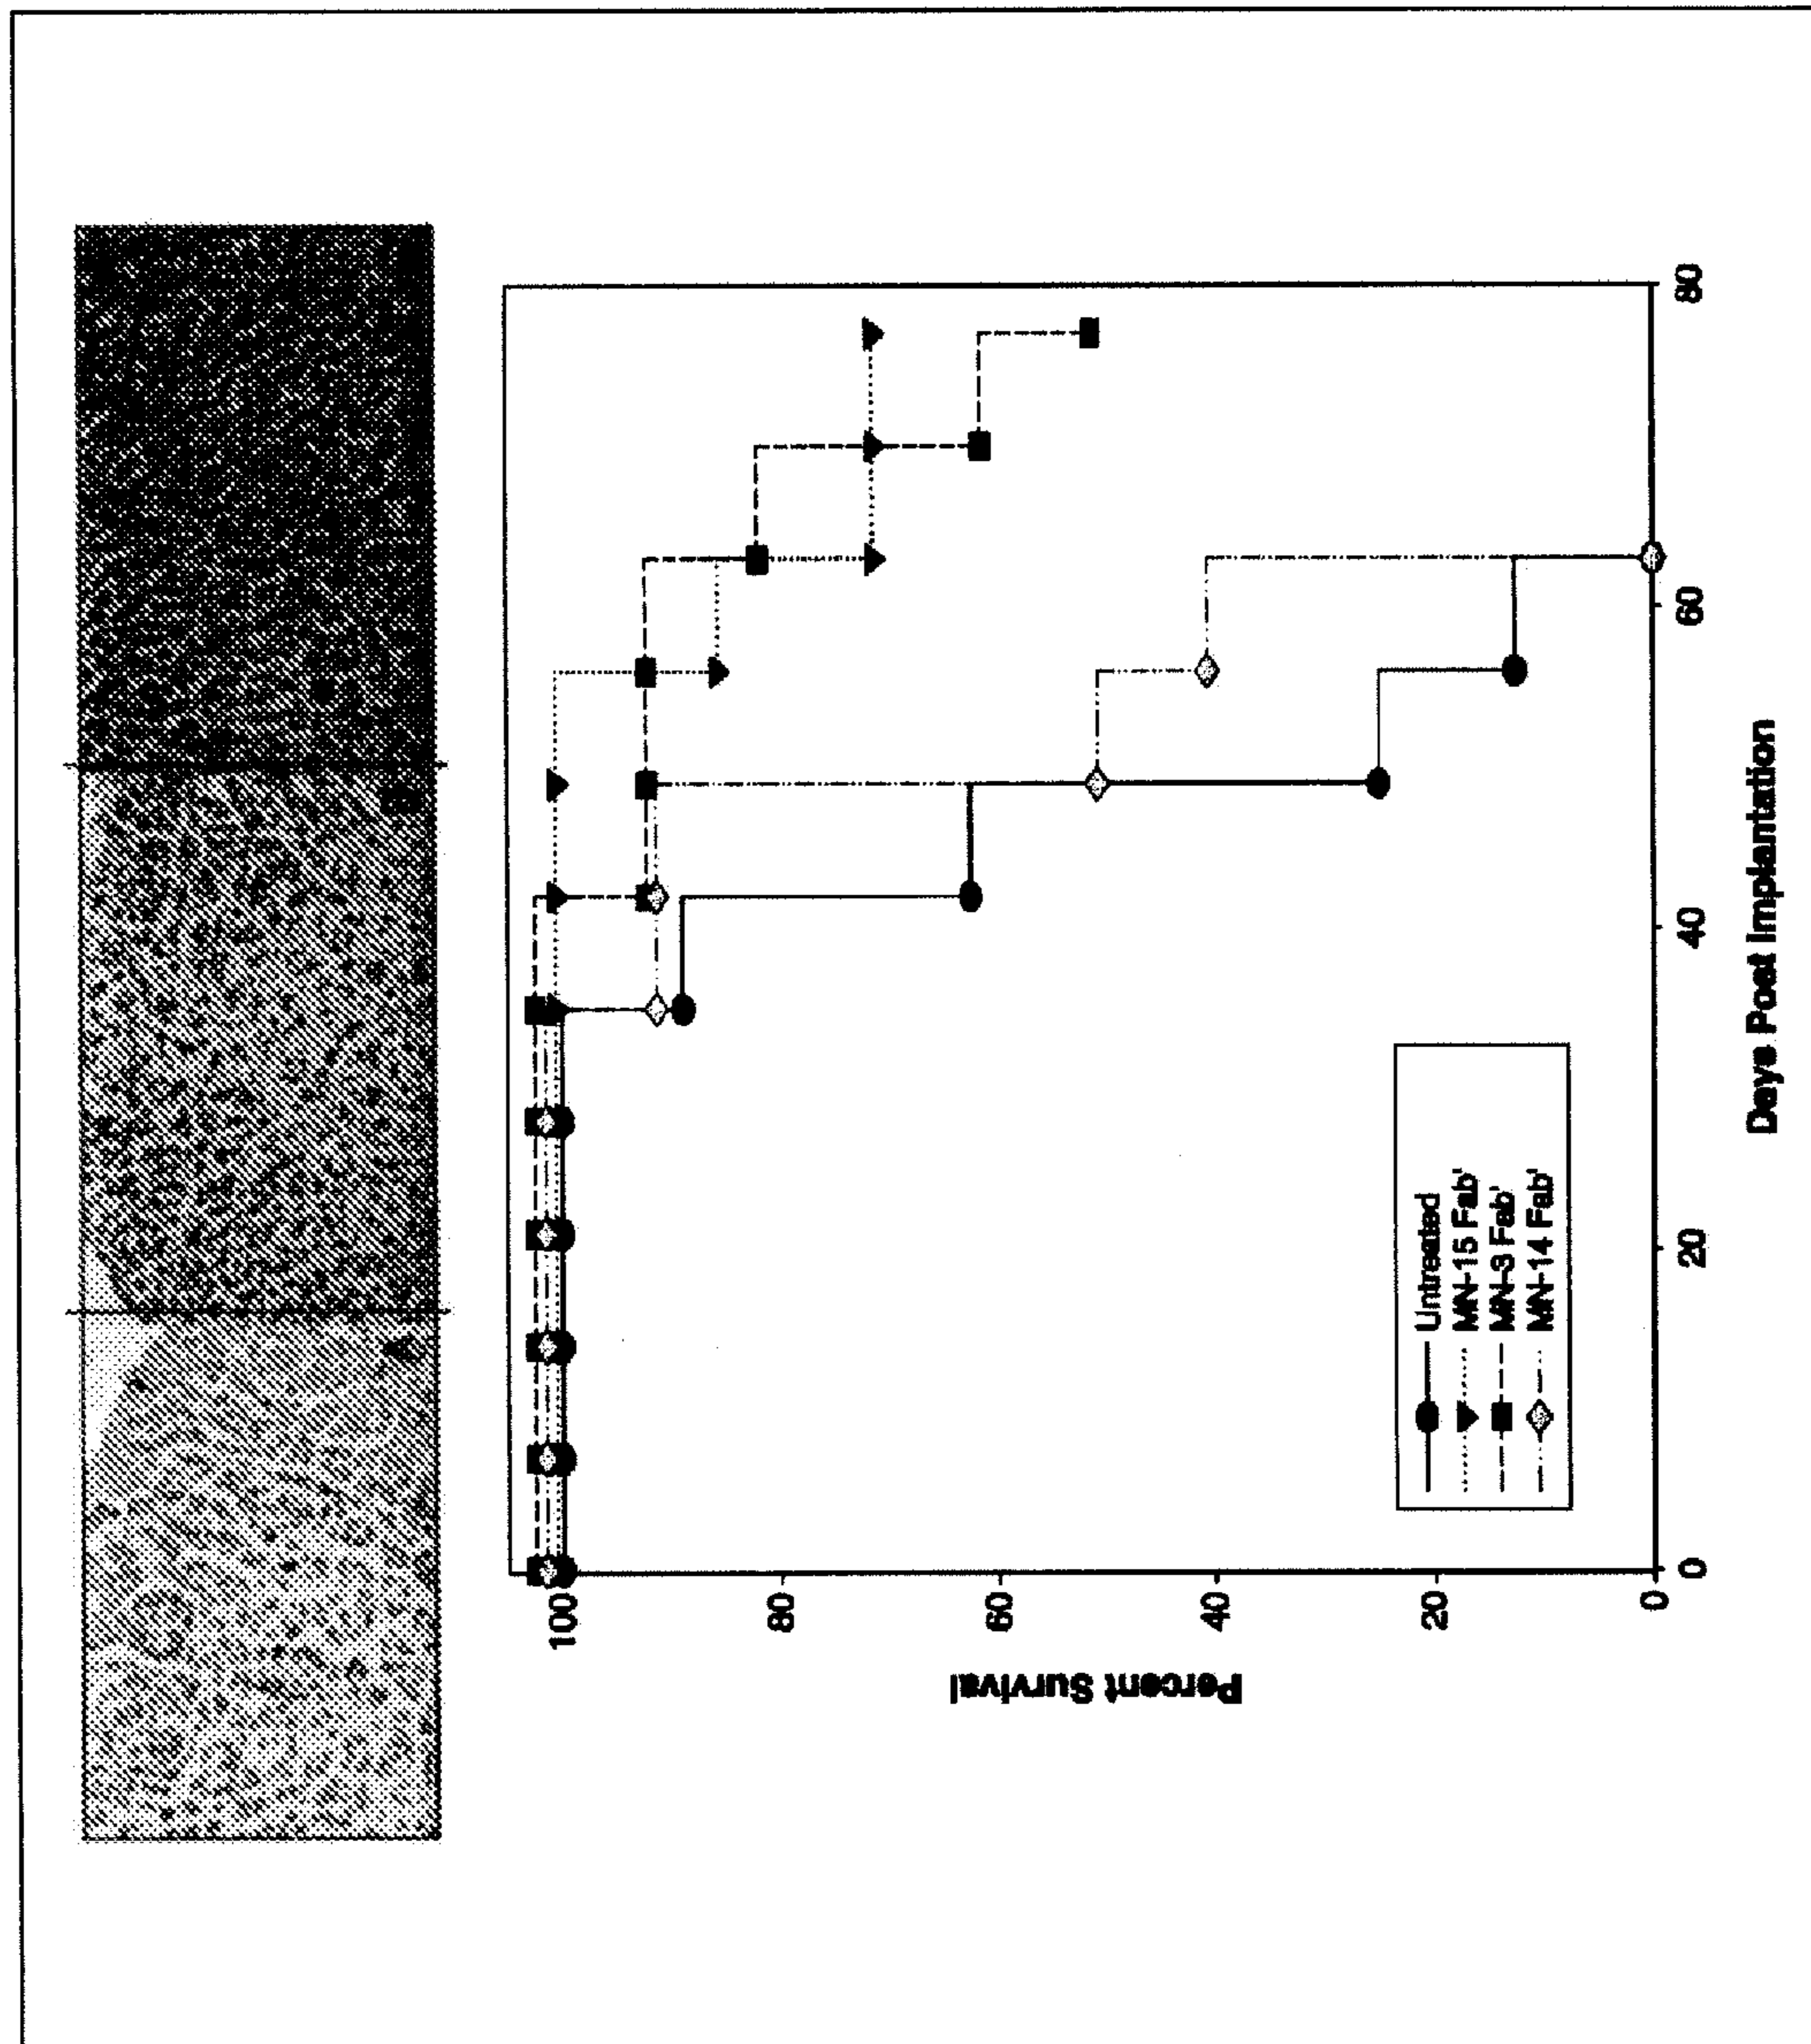 A
B
Percent Survival
100
80
60
40
20
0
Untreated
MN-15 Fab'
MN-3 Fab'
MN-14 Fab'
0
20
40
60
80
Days Post Implantation